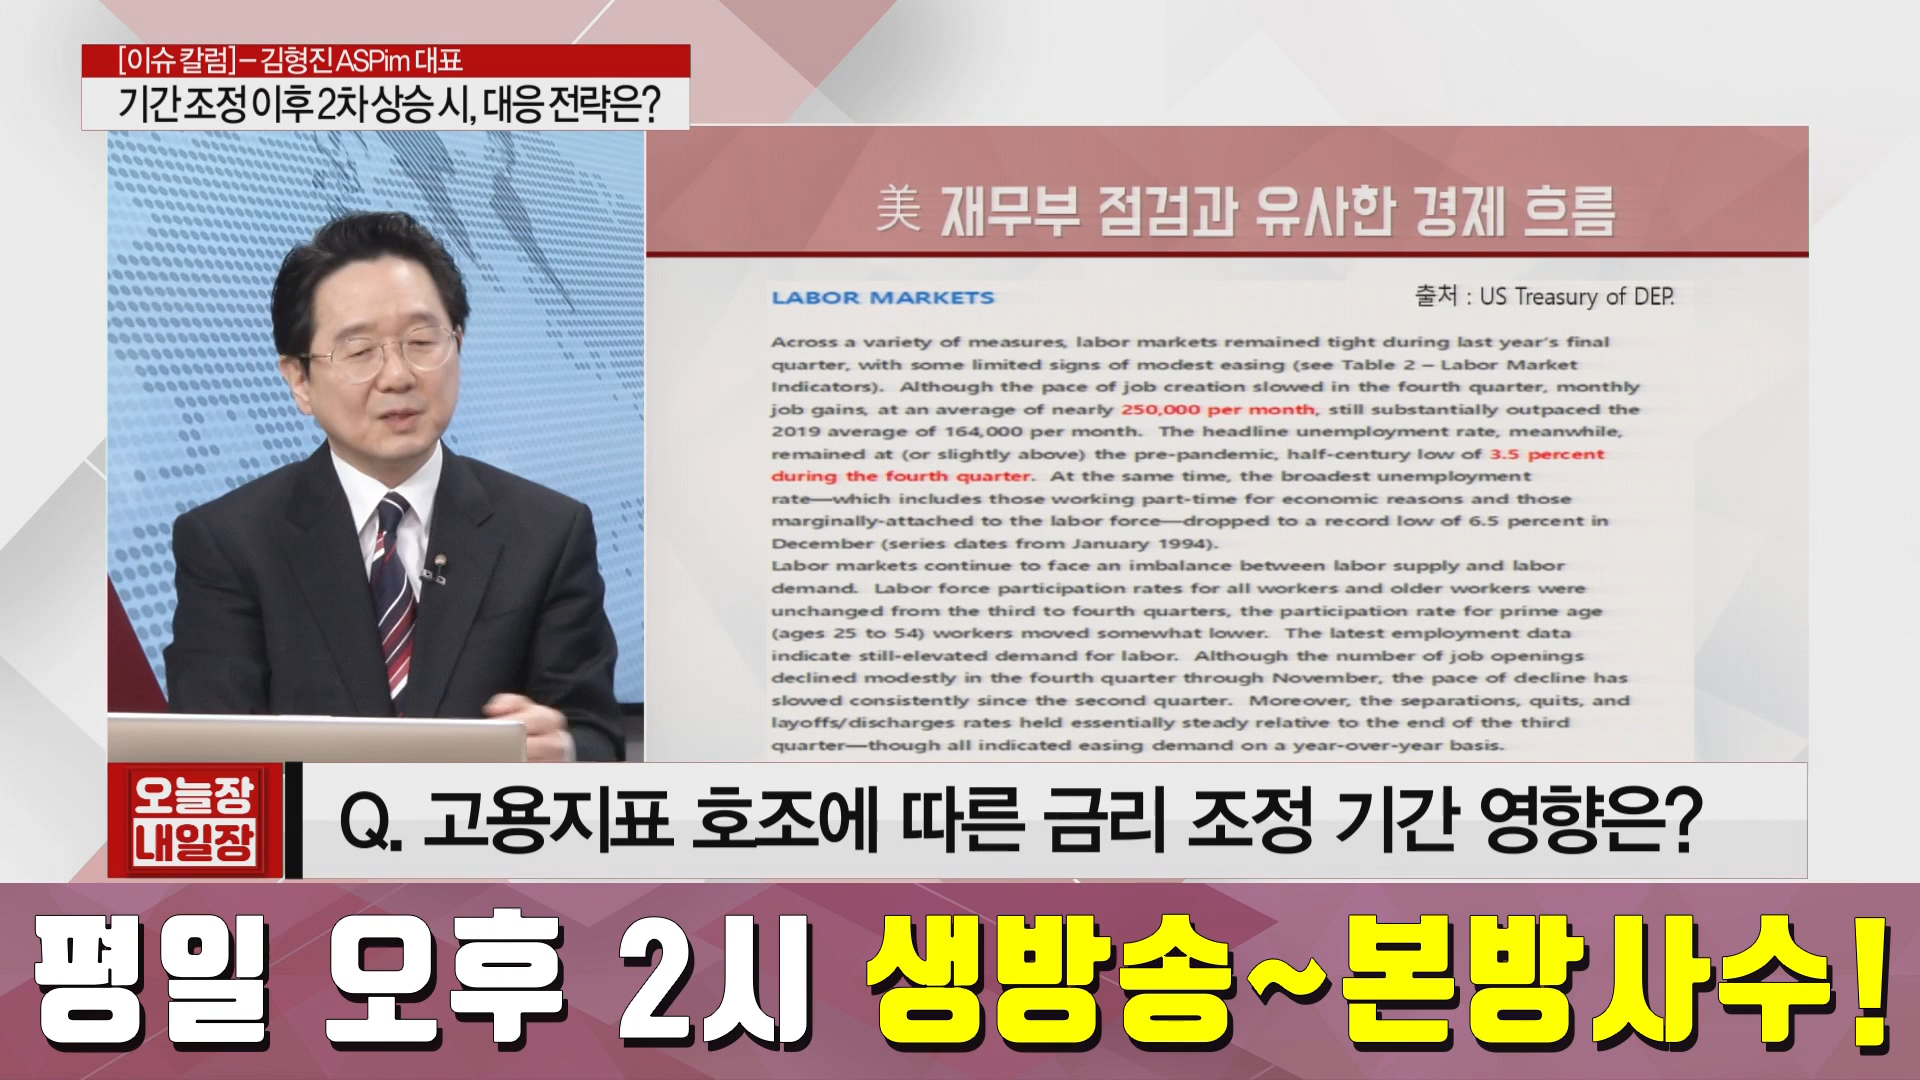 [이슈 칼럼] - 김형진 ASPim 대표
기간 조정 이후 2차 상승 시, 대응 전략은?
美 재무부 점검과 유사한 경제 흐름
LABOR MARKETS
출처 : US Treasury of DEP.
Across a variety of measures, labor markets remained tight during last year's final
quarter, with some limited signs of modest easing (see Table 2 – Labor Market
Indicators). Although the pace of job creation slowed in the fourth quarter, monthly
job gains, at an average of nearly 250,000 per month, still substantially outpaced the
2019 average of 164,000 per month. The headline unemployment rate, meanwhile,
remained at (or slightly above) the pre-pandemic, half-century low of 3.5 percent
during the fourth quarter. At the same time, the broadest unemployment
rate—which includes those working part-time for economic reasons and those
marginally-attached to the labor force—dropped to a record low of 6.5 percent in
December (series dates from January 1994).
Labor markets continue to face an imbalance between labor supply and labor
demand. Labor force participation rates for all workers and older workers were
unchanged from the third to fourth quarters, the participation rate for prime age
(ages 25 to 54) workers moved somewhat lower. The latest employment data
indicate still-elevated demand for labor. Although the number of job openings
declined modestly in the fourth quarter through November, the pace of decline has
slowed consistently since the second quarter. Moreover, the separations, quits, and
layoffs/discharges rates held essentially steady relative to the end of the third
quarter—though all indicated easing demand on a year-over-year basis.
오늘장
내일장
Q. 고용지표 호조에 따른 금리 조정 기간 영향은?
평일 오후 2시 생방송~본방사수!